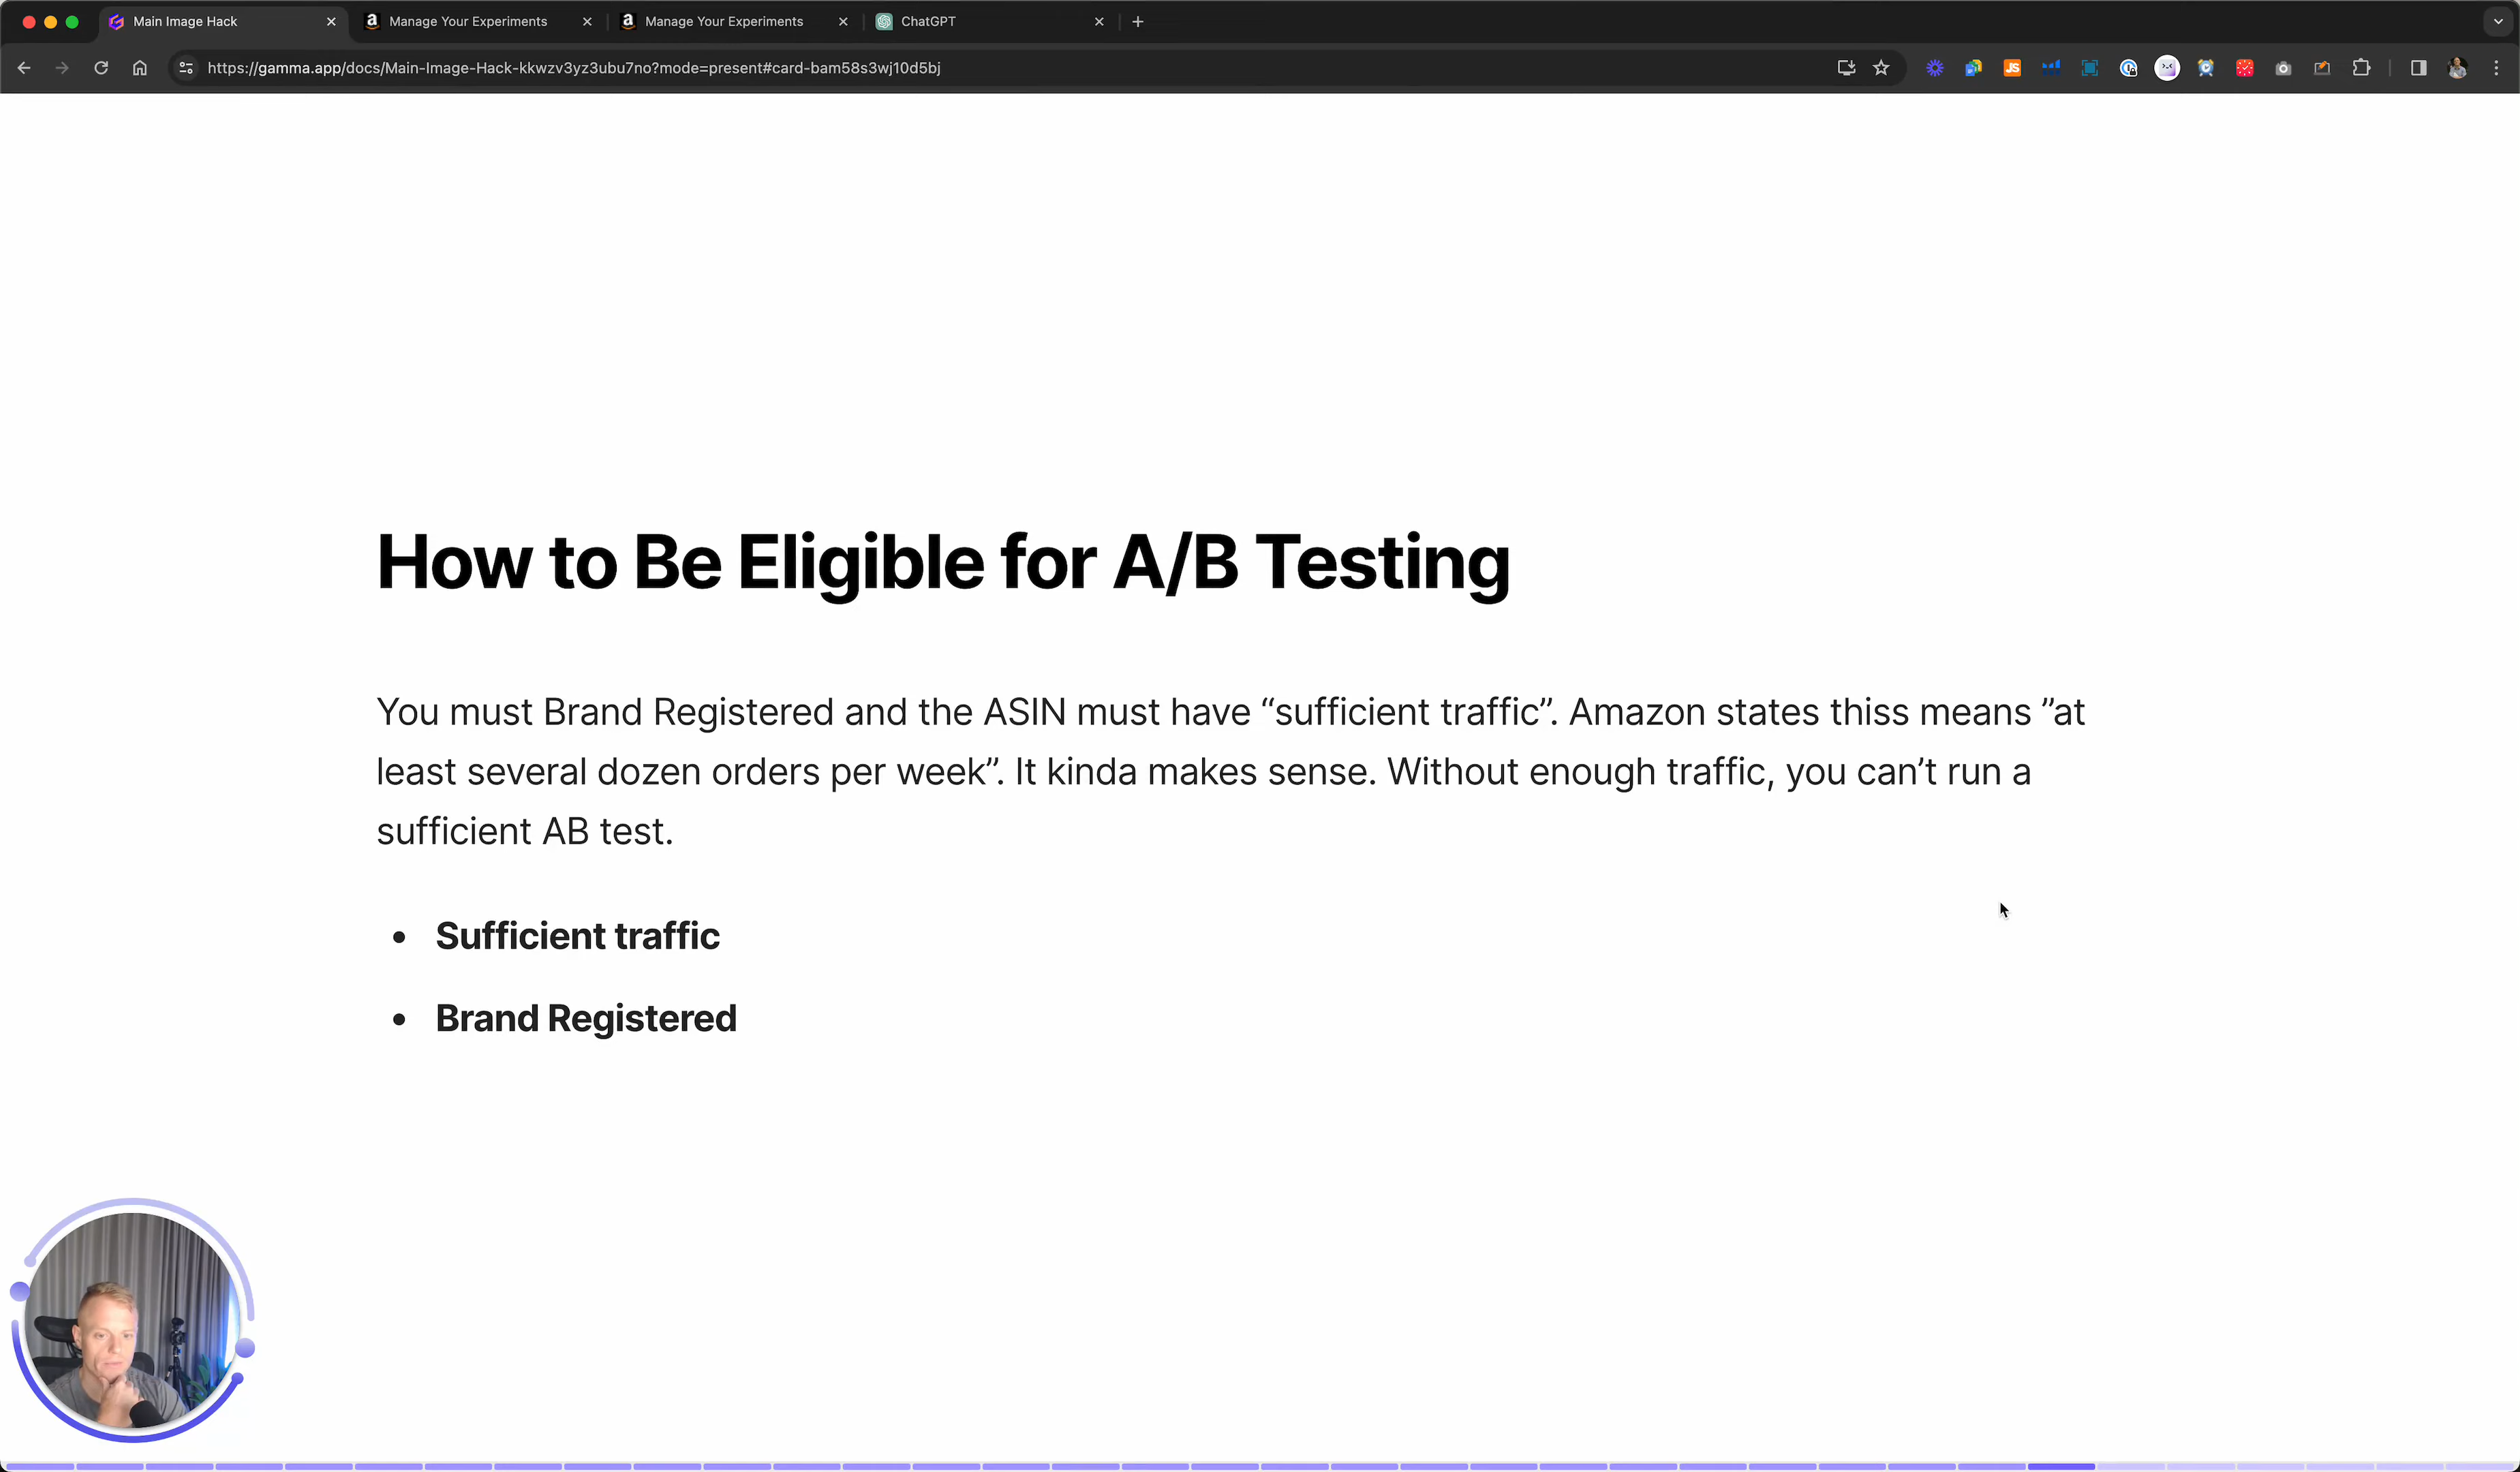 Main Image Hack
Manage Your Experiments
Manage Your Experiments
ChatGPT
https://gamma.app/docs/Main-Image-Hack-kkwzv3yz3ubu7no?mode=present#card-bam58s3wj10d5bj
How to Be Eligible for A/B Testing
You must Brand Registered and the ASIN must have “sufficient traffic”. Amazon states thiss means ”at
least several dozen orders per week”. It kinda makes sense. Without enough traffic, you can’t run a
sufficient AB test.
• Sufficient traffic
• Brand Registered